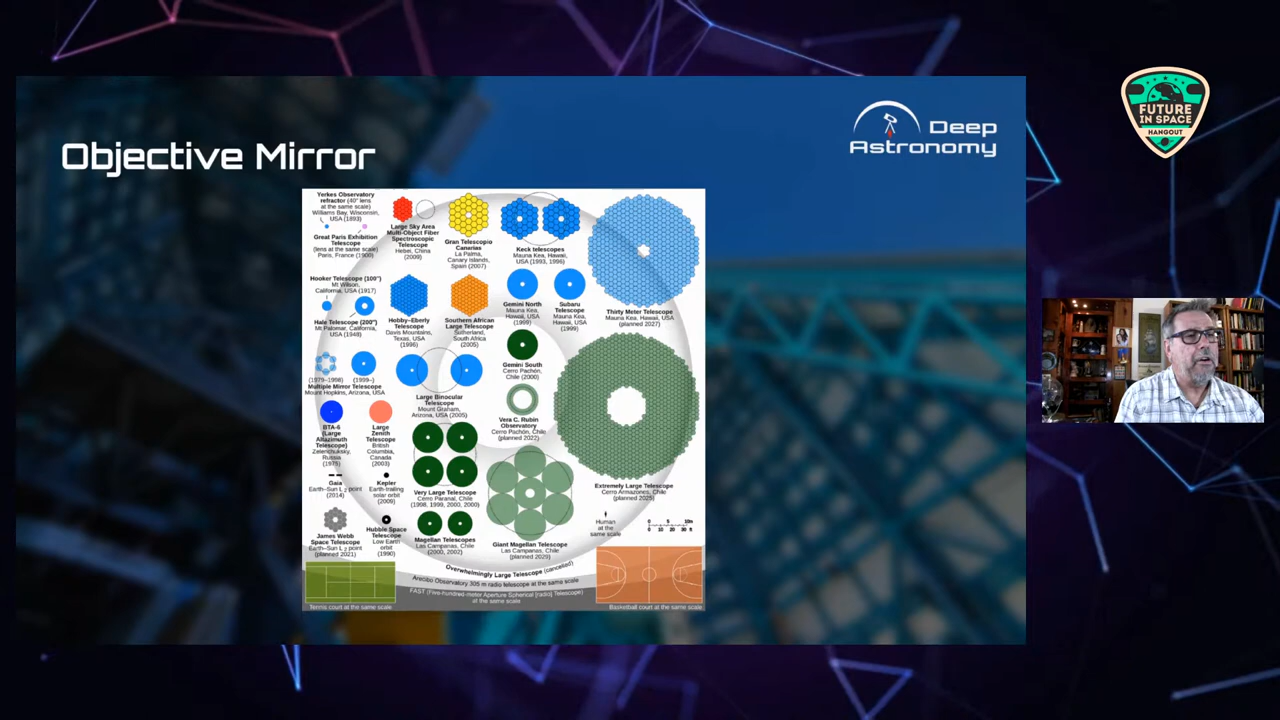 Objective Mirror
Deep
Astronomy
FUTURE
IN SPACE
HANGOUT
Yerkes Observatory
refractor (40" lens
at the same scale)
Williams Bay, Wisconsin,
USA (1893)
Great Paris Exhibition
Telescope
(lens at the same scale)
Paris, France (1900)
Large Sky Area
Multi-Object Fiber
Spectroscopic
Telescope
Hebei, China
(2009)
Gran Telescopio
Canarias
La Palma,
Canary Islands,
Spain (2007)
Keck telescopes
Mauna Kea, Hawaii,
USA (1993, 1996)
Thirty Meter Telescope
Mauna Kea, Hawaii, USA
(planned 2027)
Hooker Telescope (100")
Mt Wilson,
California, USA (1917)
Hale Telescope (200")
Mt Palomar, California,
USA (1948)
Hobby–Eberly
Telescope
Davis Mountains,
Texas, USA
(1996)
Southern African
Large Telescope
Sutherland,
South Africa
(2005)
Gemini North
Mauna Kea,
Hawaii, USA
(1999)
Subaru
Telescope
Mauna Kea,
Hawaii, USA
(1999)
Gemini South
Cerro Pachón,
Chile (2000)
(1979–1998)
(1999–)
Multiple Mirror Telescope
Mount Hopkins, Arizona, USA
Large Binocular
Telescope
Mount Graham,
Arizona, USA (2005)
Vera C. Rubin
Observatory
Cerro Pachón, Chile
(planned 2022)
BTA-6
(Large
Altazimuth
Telescope)
Zelenchuksky,
Russia
(1975)
Large
Zenith
Telescope
British
Columbia,
Canada
(2003)
Gaia
Earth–Sun L2 point
(2014)
Kepler
Earth-trailing
solar orbit
(2009)
Very Large Telescope
Cerro Paranal, Chile
(1998, 1999, 2000, 2000)
Extremely Large Telescope
Cerro Armazones, Chile
(planned 2025)
James Webb
Space Telescope
Earth–Sun L2 point
(planned 2021)
Hubble Space
Telescope
Low Earth
orbit
(1990)
Magellan Telescopes
Las Campanas, Chile
(2000, 2002)
Giant Magellan Telescope
Las Campanas, Chile
(planned 2029)
Human
at the
same scale
0 5 10m
0 10 20 30 ft
Overwhelmingly Large Telescope (cancelled)
Arecibo Observatory 305 m radio telescope at the same scale
FAST (Five-hundred-meter Aperture Spherical [radio] Telescope)
at the same scale
Tennis court at the same scale
Basketball court at the same scale